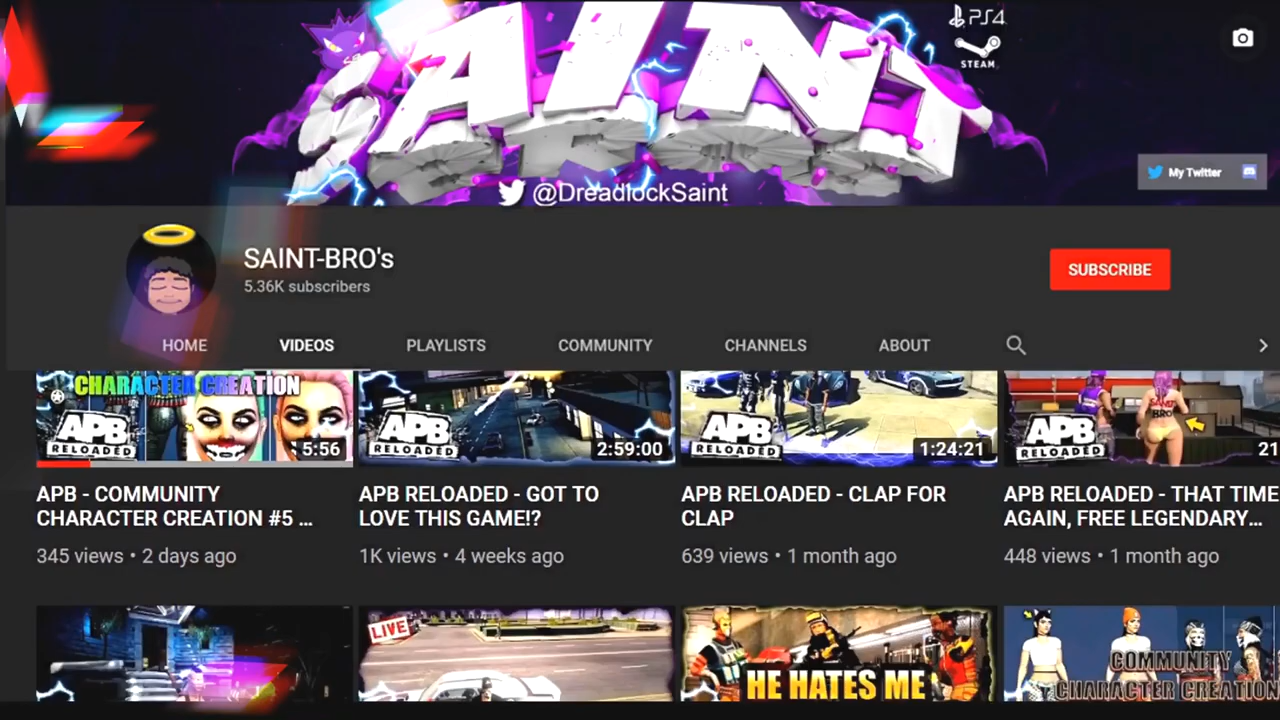 SAINT
PS4
STEAM
My Twitter
@DreadlockSaint
SAINT-BRO's
5.36K subscribers
SUBSCRIBE
HOME VIDEOS PLAYLISTS COMMUNITY CHANNELS ABOUT
CHARACTER CREATION
APB
RELOADED
5:56
APB
RELOADED
2:59:00
APB
RELOADED
1:24:21
SAINT
BRO
APB
RELOADED
21
APB - COMMUNITY
CHARACTER CREATION #5 ...
345 views • 2 days ago
APB RELOADED - GOT TO
LOVE THIS GAME!?
1K views • 4 weeks ago
APB RELOADED - CLAP FOR
CLAP
639 views • 1 month ago
APB RELOADED - THAT TIME
AGAIN, FREE LEGENDARY...
448 views • 1 month ago
LIVE
HE HATES ME
COMMUNITY
CHARACTER CREATION